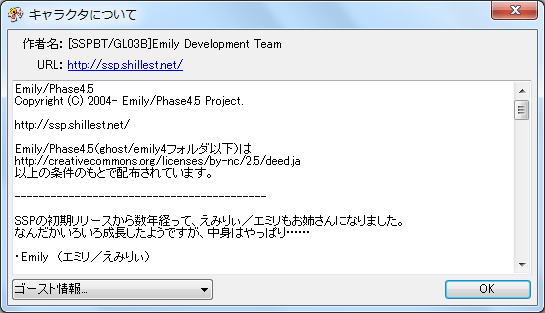 キャラクタについて
作者名: [SSPBT/GL03B]Emily Development Team
URL: http://ssp.shillest.net/
Emily/Phase4.5
Copyright (C) 2004- Emily/Phase4.5 Project.
http://ssp.shillest.net/
Emily/Phase4.5(ghost/emily4フォルダ以下)は
http://creativecommons.org/licenses/by-nc/2.5/deed.ja
以上の条件のもとで配布されています。
------------------------------------------
SSPの初期リリースから数年経って、えみりぃ／エミリもお姉さんになりました。
なんだかいろいろ成長したようですが、中身はやっぱり……
・Emily （エミリ／えみりぃ）
ゴースト情報...
OK